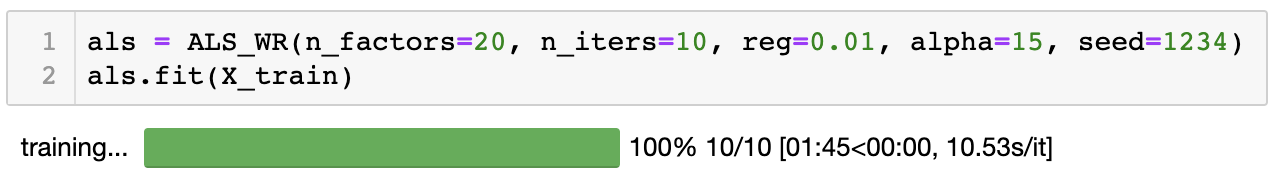 1 als = ALS_WR(n_factors=20, n_iters=10, reg=0.01, alpha=15, seed=1234)
2 als.fit(X_train)
training... 100% 10/10 [01:45<00:00, 10.53s/it]